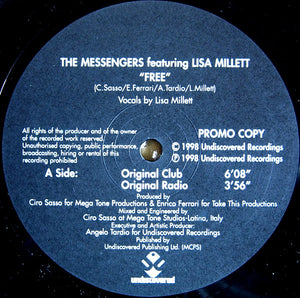 THE MESSENGERS featuring LISA MILLETT
"FREE"
(C.Sasso/E.Ferrari/A.Tardio/L.Millett)
Vocals by Lisa Millett
All rights of the producer and of the owner
of the recorded work reserved.
Unauthorised copying, public performance,
broadcasting, hiring or rental of this
recording prohibited
PROMO COPY
© 1998 Undiscovered Recordings
℗ 1998 Undiscovered Recordings
A Side: Original Club 6'08"
Original Radio 3'56"
Produced by
Ciro Sasso for Mega Tone Productions & Enrico Ferrari for Take This Productions
Mixed and Engineered by
Ciro Sasso at Mega Tone Studios-Latina, Italy
Executive and Artistic Producer:
Angelo Tardio for Undiscovered Recordings
Published by
Undiscovered Publishing Ltd. (MCPS)
undiscovered